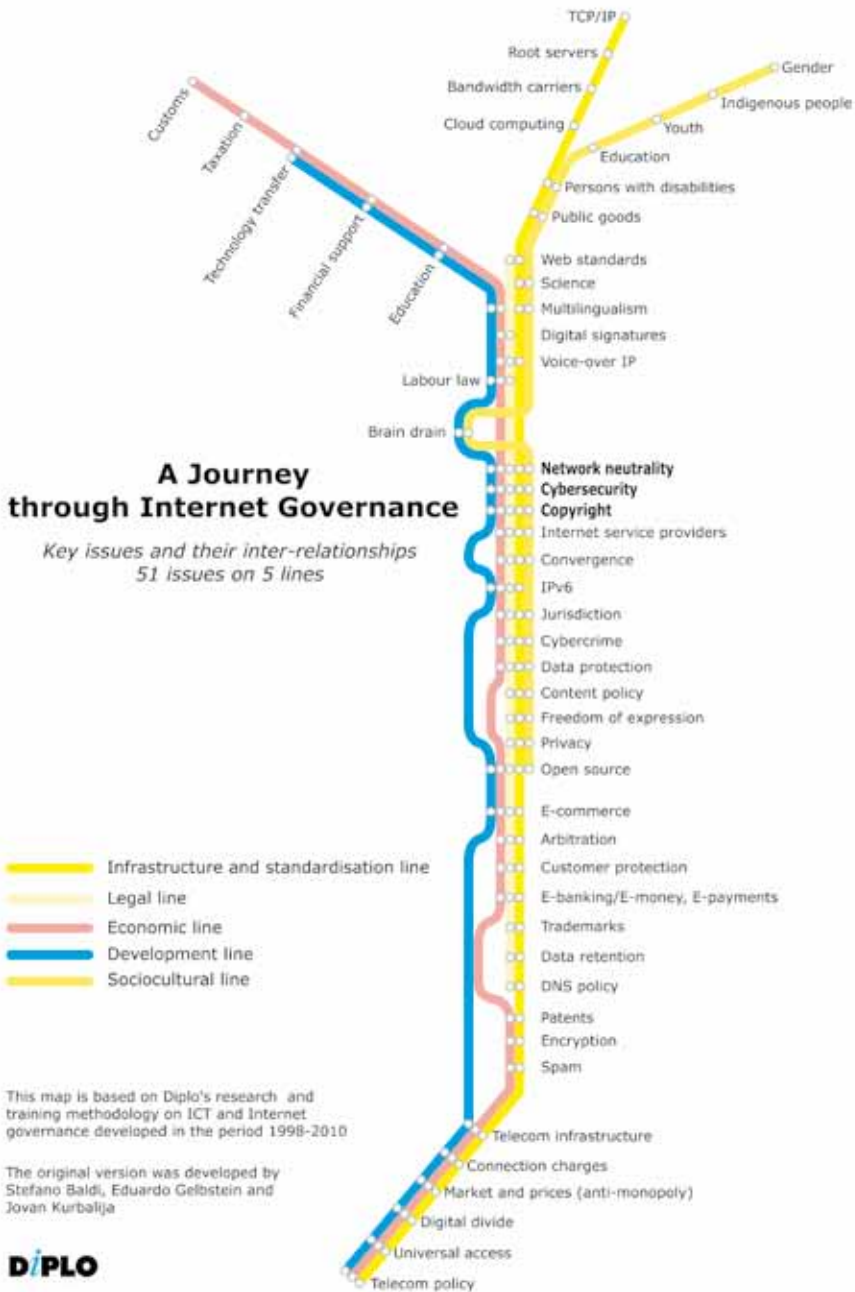 TCP/IP
Root servers
Bandwidth carriers
Cloud computing
Gender
Indigenous people
Youth
Education
Persons with disabilities
Public goods
Customs
Taxation
Technology transfer
Financial support
Education
Web standards
Science
Multilingualism
Digital signatures
Voice-over IP
Labour law
Brain drain
A Journey
through Internet Governance
Key issues and their inter-relationships
51 issues on 5 lines
Network neutrality
Cybersecurity
Copyright
Internet service providers
Convergence
IPv6
Jurisdiction
Cybercrime
Data protection
Content policy
Freedom of expression
Privacy
Open source
E-commerce
Arbitration
Customer protection
E-banking/E-money, E-payments
Trademarks
Data retention
DNS policy
Patents
Encryption
Spam
Telecom infrastructure
Connection charges
Market and prices (anti-monopoly)
Digital divide
Universal access
Telecom policy
Infrastructure and standardisation line
Legal line
Economic line
Development line
Sociocultural line
This map is based on Diplo's research and
training methodology on ICT and Internet
governance developed in the period 1998-2010
The original version was developed by
Stefano Baldi, Eduardo Gelbstein and
Jovan Kurbalija
DiPLO